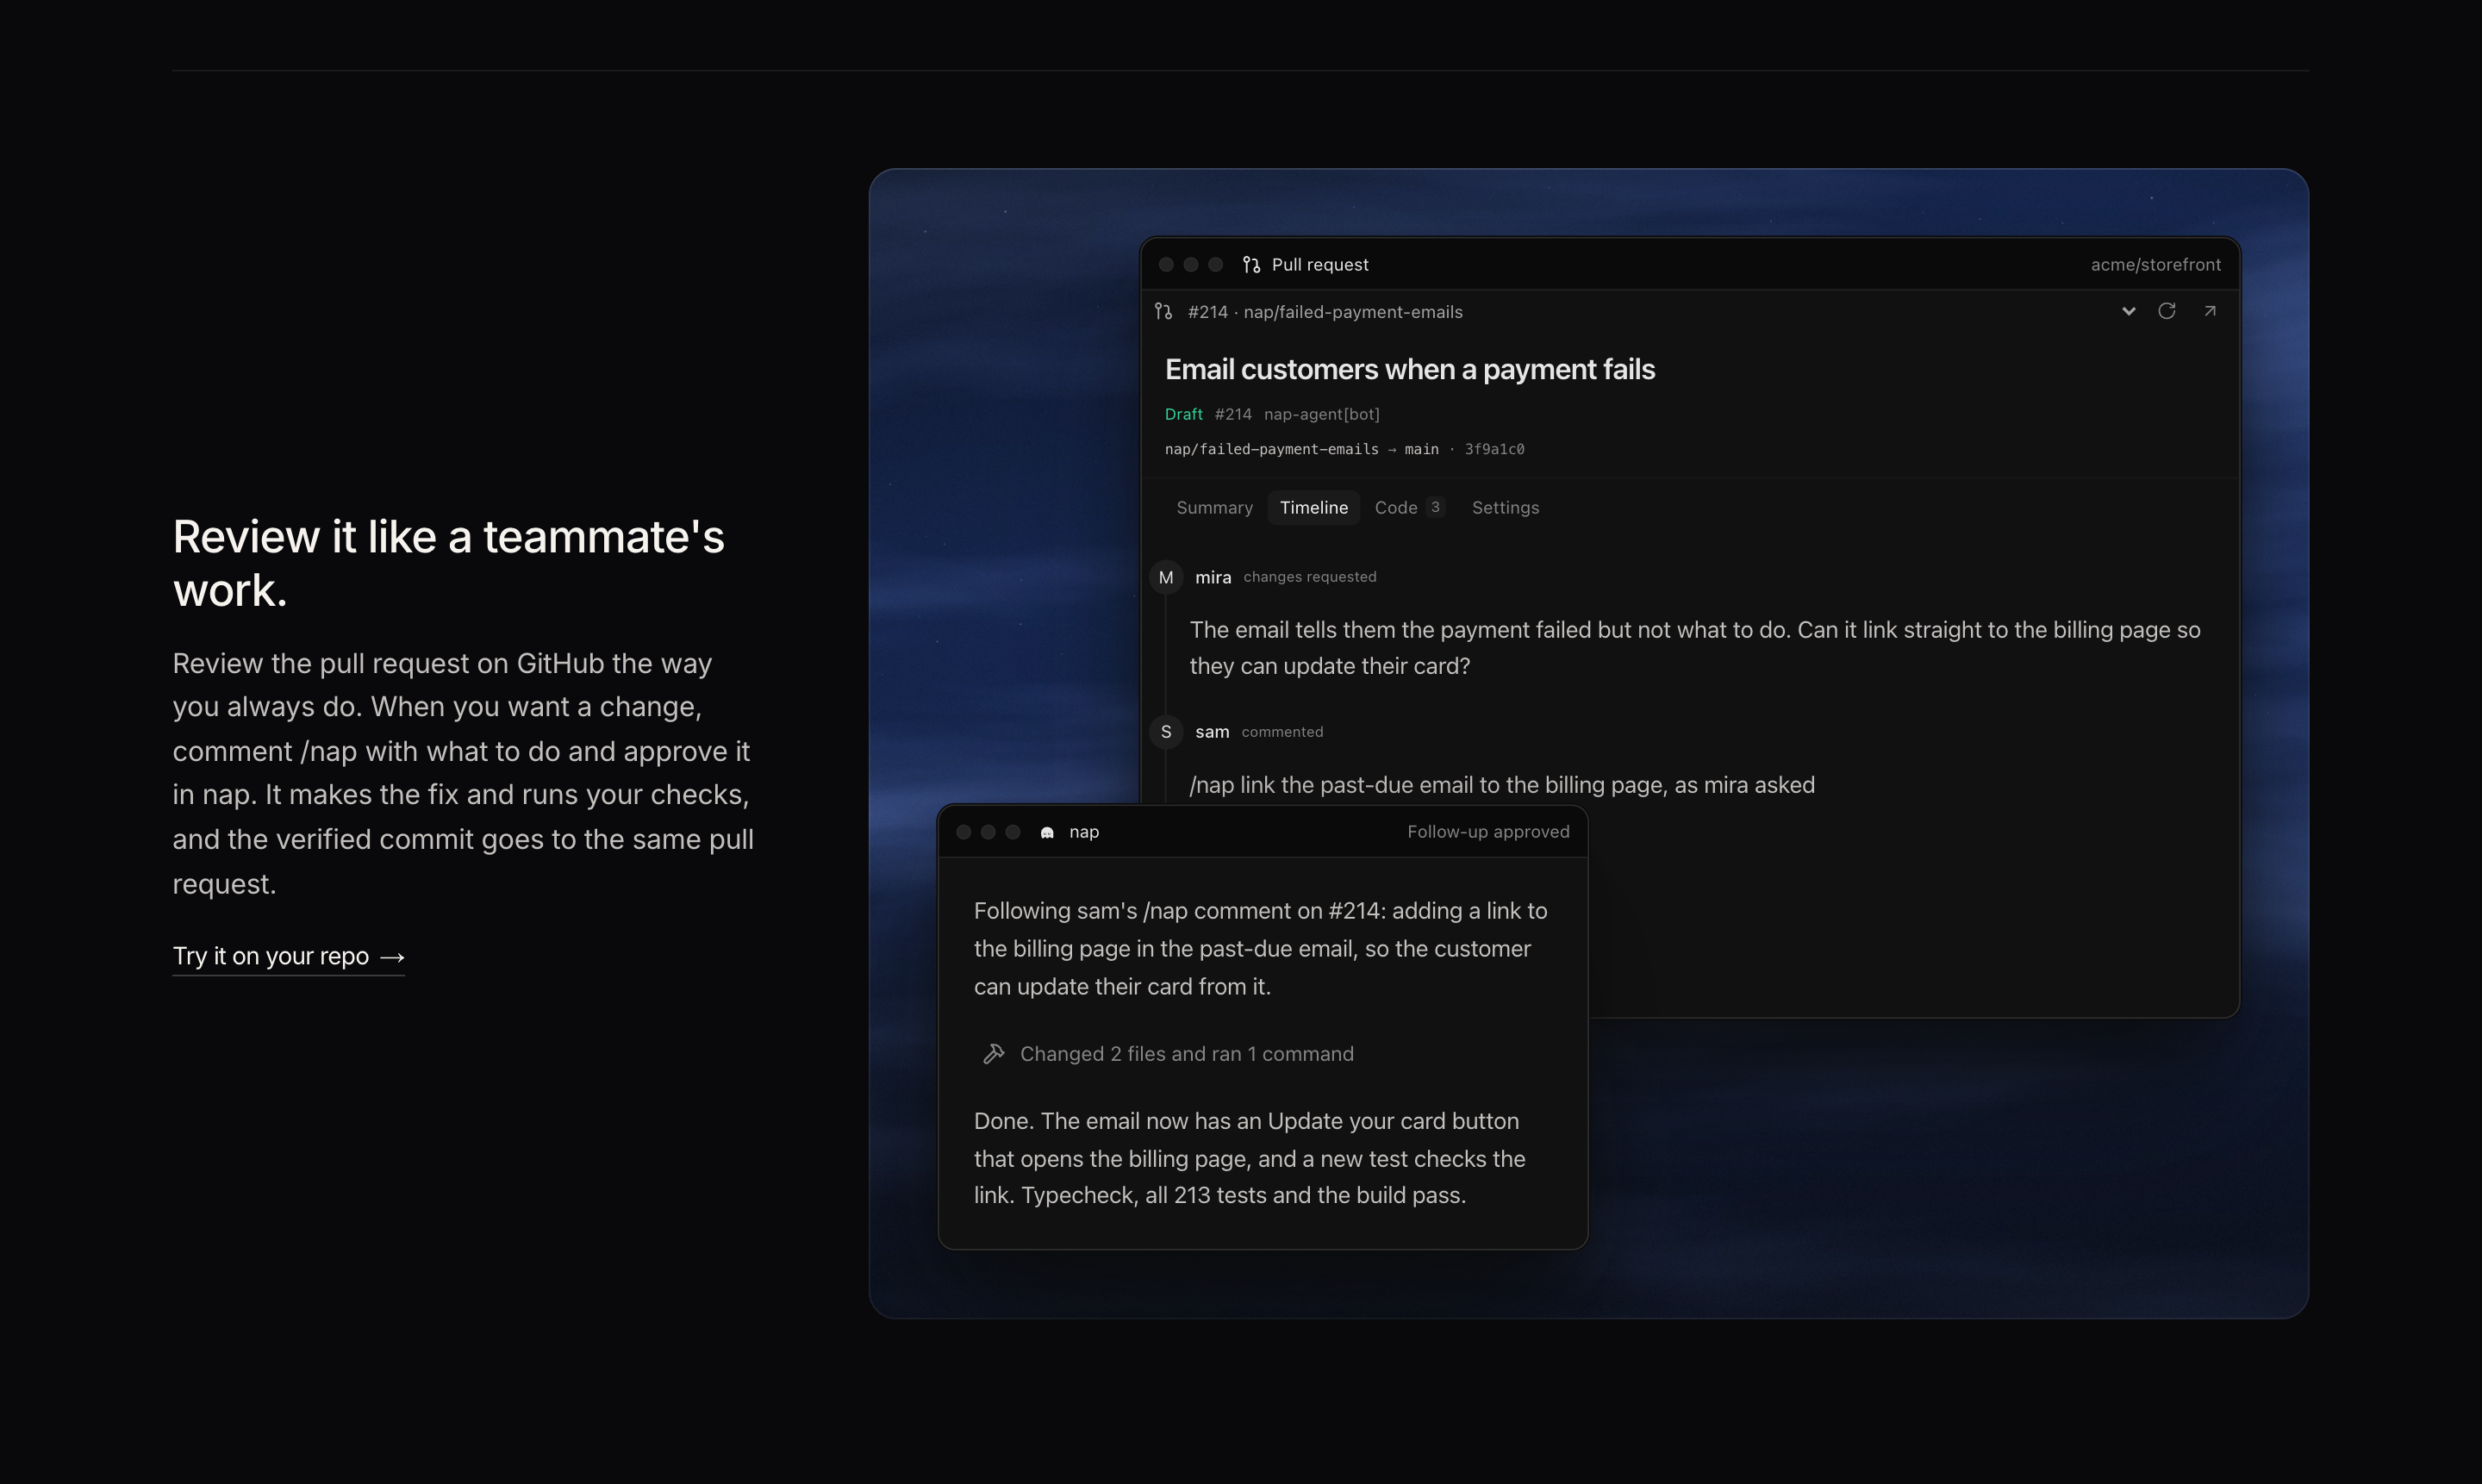 Review it like a teammate's
work.
Review the pull request on GitHub the way
you always do. When you want a change,
comment /nap with what to do and approve it
in nap. It makes the fix and runs your checks,
and the verified commit goes to the same pull
request.
Try it on your repo →
Pull request
acme/storefront
#214 · nap/failed-payment-emails
Email customers when a payment fails
Draft #214 nap-agent[bot]
nap/failed-payment-emails → main · 3f9a1c0
Summary Timeline Code 3 Settings
M mira changes requested
The email tells them the payment failed but not what to do. Can it link straight to the billing page so
they can update their card?
S sam commented
/nap link the past-due email to the billing page, as mira asked
nap
Follow-up approved
Following sam's /nap comment on #214: adding a link to
the billing page in the past-due email, so the customer
can update their card from it.
Changed 2 files and ran 1 command
Done. The email now has an Update your card button
that opens the billing page, and a new test checks the
link. Typecheck, all 213 tests and the build pass.